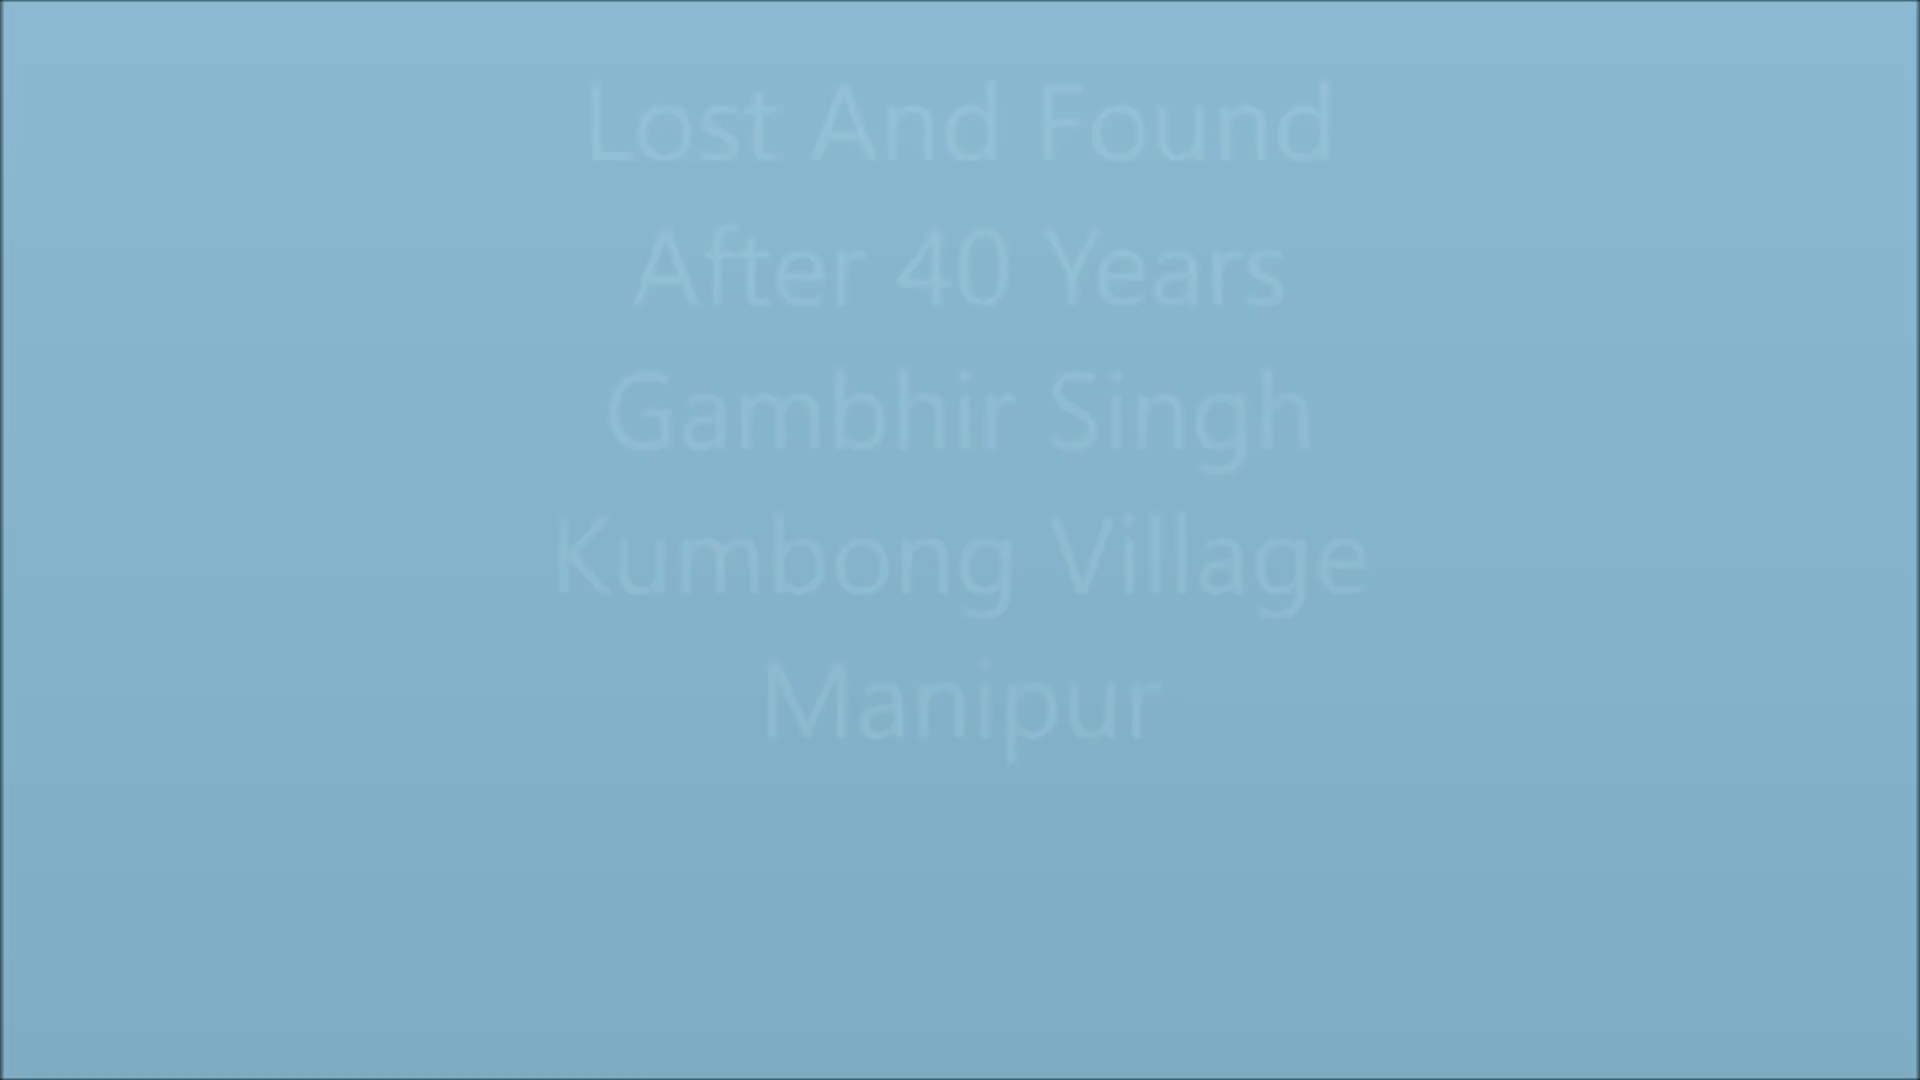 Lost And Found
After 40 Years
Gambhir Singh
Kumbong Village
Manipur